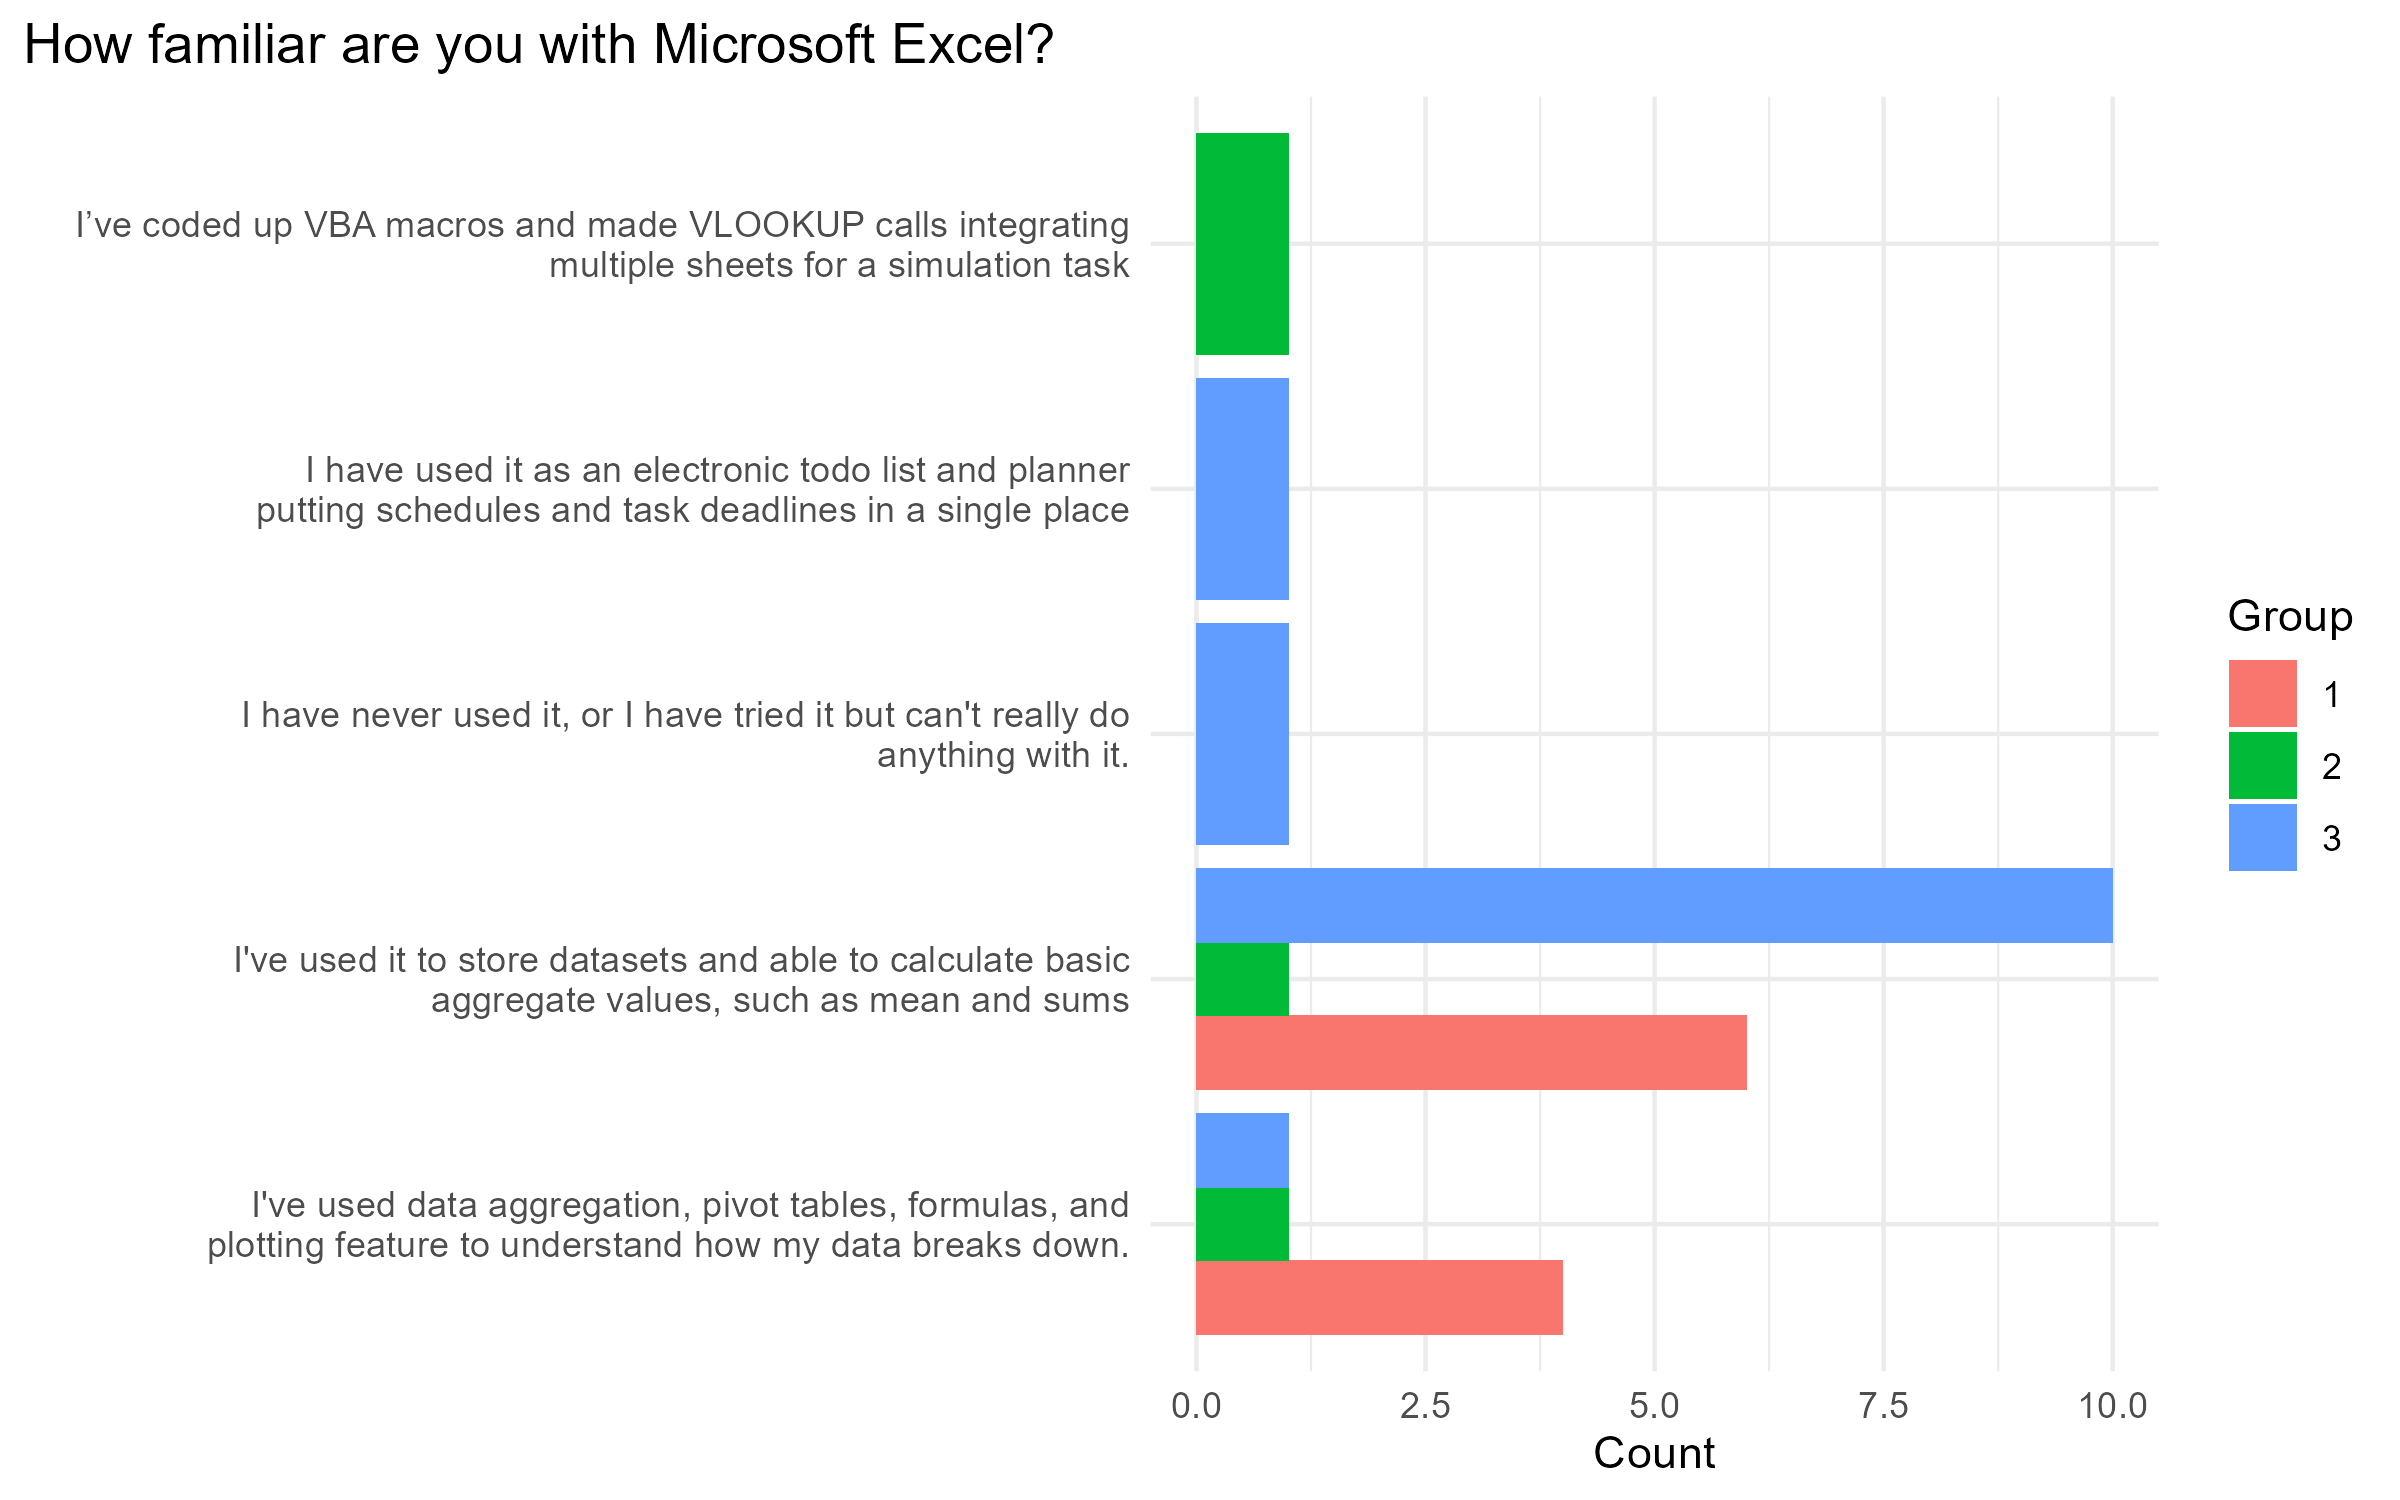 How familiar are you with Microsoft Excel?
I’ve coded up VBA macros and made VLOOKUP calls integrating
multiple sheets for a simulation task
I have used it as an electronic todo list and planner
putting schedules and task deadlines in a single place
I have never used it, or I have tried it but can't really do
anything with it.
I've used it to store datasets and able to calculate basic
aggregate values, such as mean and sums
I've used data aggregation, pivot tables, formulas, and
plotting feature to understand how my data breaks down.
0.0 2.5 5.0 7.5 10.0
Count
Group
1
2
3